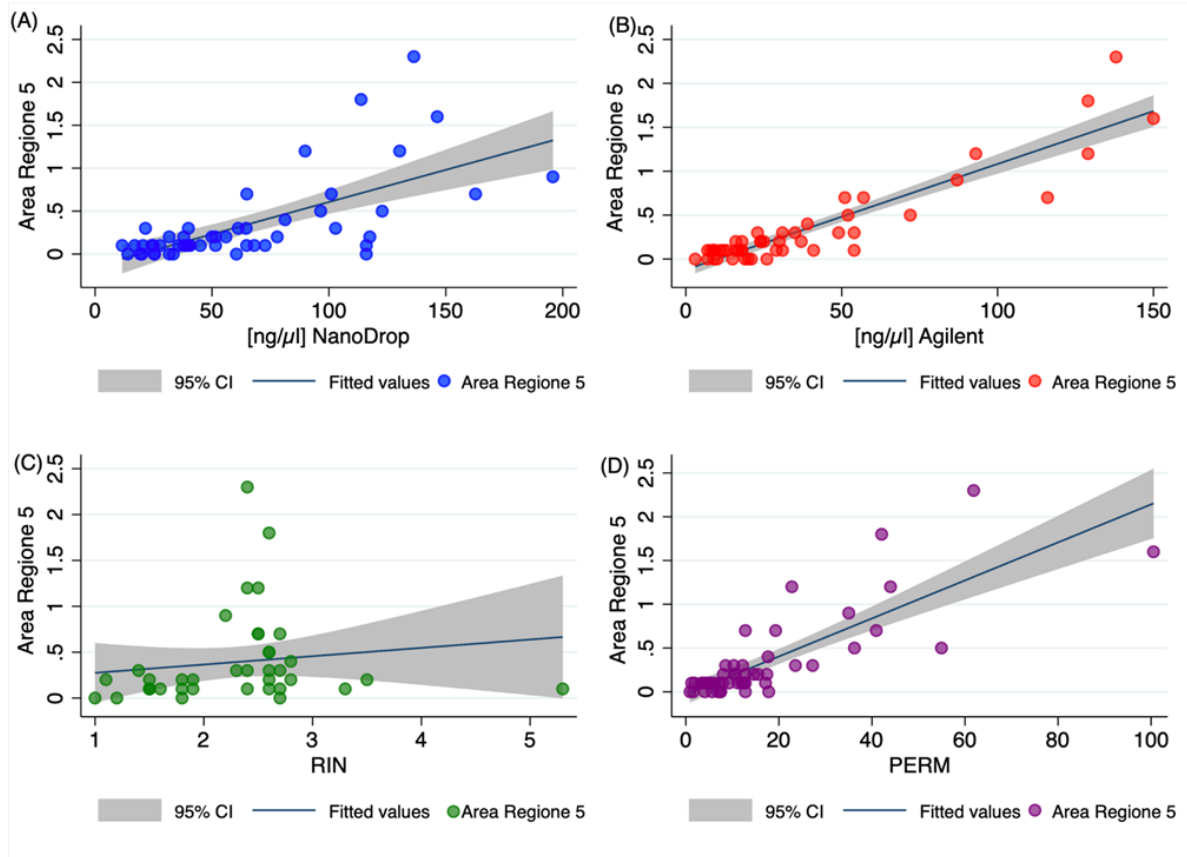 (A)
Area Regione 5
2.5
2
1.5
1
.5
0
0 50 100 150 200
[ng/µl] NanoDrop
95% CI Fitted values Area Regione 5
(B)
Area Regione 5
2.5
2
1.5
1
.5
0
0 50 100 150
[ng/µl] Agilent
95% CI Fitted values Area Regione 5
(C)
Area Regione 5
2.5
2
1.5
1
.5
0
1 2 3 4 5
RIN
95% CI Fitted values Area Regione 5
(D)
Area Regione 5
2.5
2
1.5
1
.5
0
0 20 40 60 80 100
PERM
95% CI Fitted values Area Regione 5